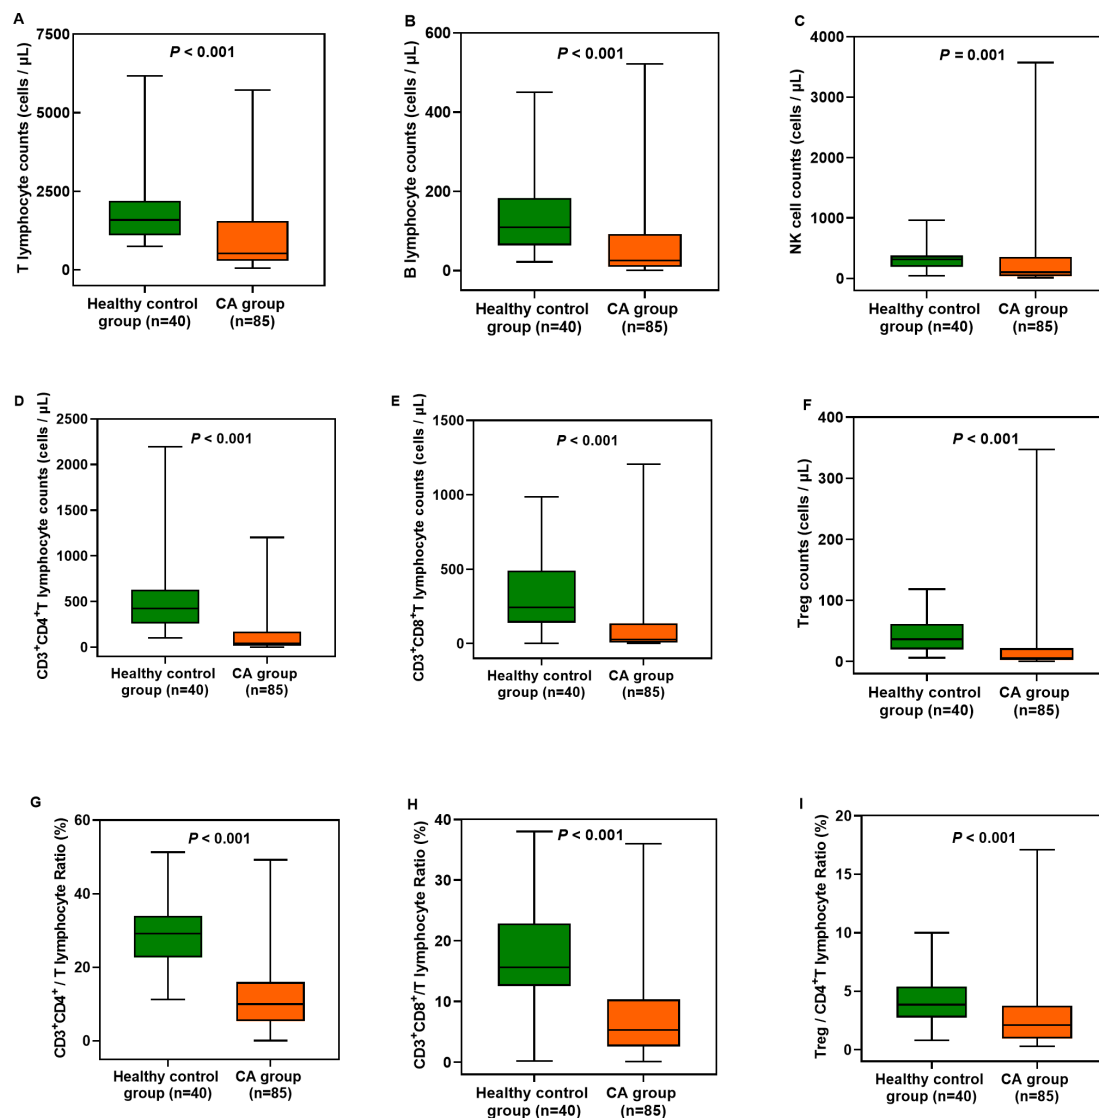 A
T lymphocyte counts (cells / μL)
7500
5000
2500
0
P < 0.001
Healthy control
group (n=40)
CA group
(n=85)
B
B lymphocyte counts (cells / μL)
600
400
200
0
P < 0.001
Healthy control
group (n=40)
CA group
(n=85)
C
NK cell counts (cells / μL)
4000
3000
2000
1000
0
P = 0.001
Healthy control
group (n=40)
CA group
(n=85)
D
CD3⁺CD4⁺T lymphocyte counts (cells / μL)
2500
2000
1500
1000
500
0
P < 0.001
Healthy control
group (n=40)
CA group
(n=85)
E
CD3⁺CD8⁺T lymphocyte counts (cells / μL)
1500
1000
500
0
P < 0.001
Healthy control
group (n=40)
CA group
(n=85)
F
Treg counts (cells / μL)
400
300
200
100
0
P < 0.001
Healthy control
group (n=40)
CA group
(n=85)
G
CD3⁺CD4⁺/ T lymphocyte Ratio (%)
60
40
20
0
P < 0.001
Healthy control
group (n=40)
CA group
(n=85)
H
CD3⁺CD8⁺/T lymphocyte Ratio (%)
40
30
20
10
0
P < 0.001
Healthy control
group (n=40)
CA group
(n=85)
I
Treg / CD4⁺T lymphocyte Ratio (%)
20
15
10
5
0
P < 0.001
Healthy control
group (n=40)
CA group
(n=85)